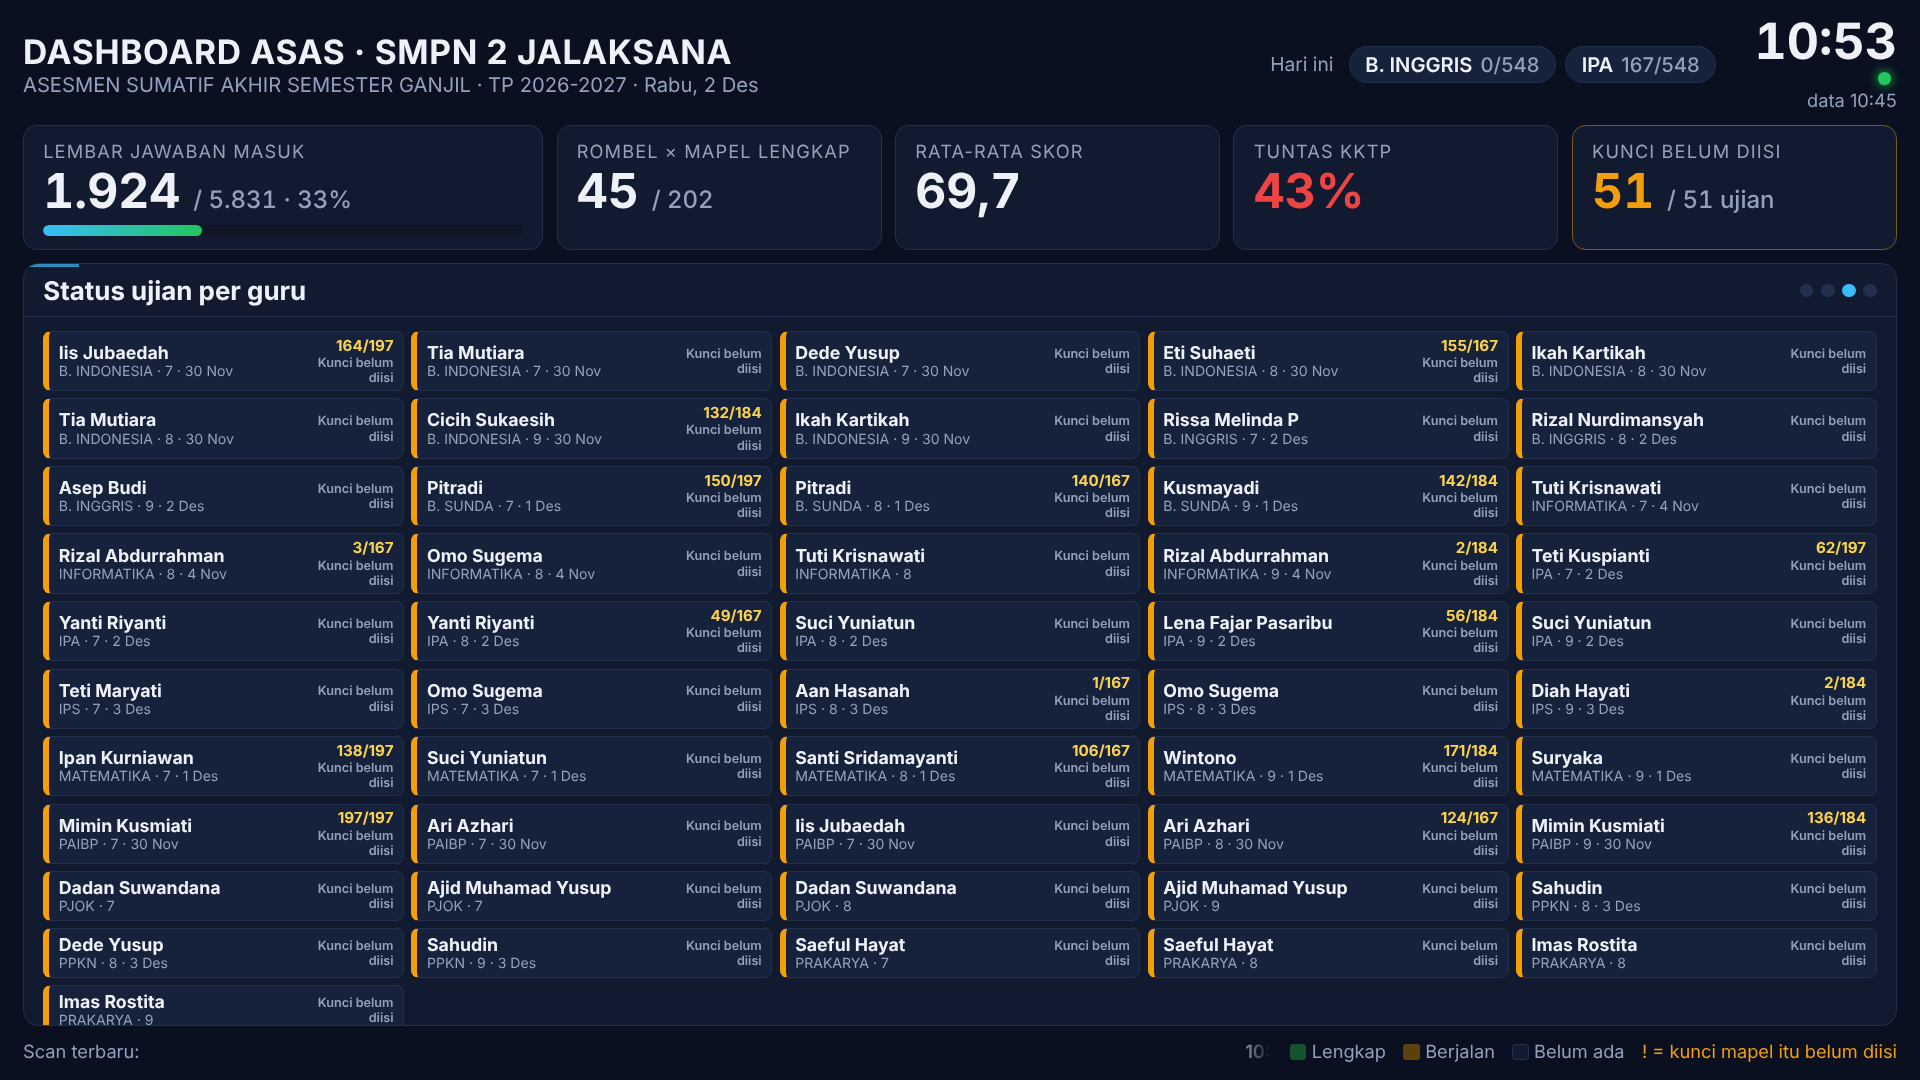 DASHBOARD ASAS · SMPN 2 JALAKSANA
ASESMEN SUMATIF AKHIR SEMESTER GANJIL · TP 2026-2027 · Rabu, 2 Des
Hari ini B. INGGRIS 0/548 IPA 167/548
10:53
data 10:45
LEMBAR JAWABAN MASUK
1.924 / 5.831 · 33%
ROMBEL × MAPEL LENGKAP
45 / 202
RATA-RATA SKOR
69,7
TUNTAS KKTP
43%
KUNCI BELUM DIISI
51 / 51 ujian
Status ujian per guru
Iis Jubaedah
B. INDONESIA · 7 · 30 Nov
164/197
Kunci belum
diisi
Tia Mutiara
B. INDONESIA · 7 · 30 Nov
Kunci belum
diisi
Dede Yusup
B. INDONESIA · 7 · 30 Nov
Kunci belum
diisi
Eti Suhaeti
B. INDONESIA · 8 · 30 Nov
155/167
Kunci belum
diisi
Ikah Kartikah
B. INDONESIA · 8 · 30 Nov
Kunci belum
diisi
Tia Mutiara
B. INDONESIA · 8 · 30 Nov
Kunci belum
diisi
Cicih Sukaesih
B. INDONESIA · 9 · 30 Nov
132/184
Kunci belum
diisi
Ikah Kartikah
B. INDONESIA · 9 · 30 Nov
Kunci belum
diisi
Rissa Melinda P
B. INGGRIS · 7 · 2 Des
Kunci belum
diisi
Rizal Nurdimansyah
B. INGGRIS · 8 · 2 Des
Kunci belum
diisi
Asep Budi
B. INGGRIS · 9 · 2 Des
Kunci belum
diisi
Pitradi
B. SUNDA · 7 · 1 Des
150/197
Kunci belum
diisi
Pitradi
B. SUNDA · 8 · 1 Des
140/167
Kunci belum
diisi
Kusmayadi
B. SUNDA · 9 · 1 Des
142/184
Kunci belum
diisi
Tuti Krisnawati
INFORMATIKA · 7 · 4 Nov
Kunci belum
diisi
Rizal Abdurrahman
INFORMATIKA · 8 · 4 Nov
3/167
Kunci belum
diisi
Omo Sugema
INFORMATIKA · 8 · 4 Nov
Kunci belum
diisi
Tuti Krisnawati
INFORMATIKA · 8
Kunci belum
diisi
Rizal Abdurrahman
INFORMATIKA · 9 · 4 Nov
2/184
Kunci belum
diisi
Teti Kuspianti
IPA · 7 · 2 Des
62/197
Kunci belum
diisi
Yanti Riyanti
IPA · 7 · 2 Des
Kunci belum
diisi
Yanti Riyanti
IPA · 8 · 2 Des
49/167
Kunci belum
diisi
Suci Yuniatun
IPA · 8 · 2 Des
Kunci belum
diisi
Lena Fajar Pasaribu
IPA · 9 · 2 Des
56/184
Kunci belum
diisi
Suci Yuniatun
IPA · 9 · 2 Des
Kunci belum
diisi
Teti Maryati
IPS · 7 · 3 Des
Kunci belum
diisi
Omo Sugema
IPS · 7 · 3 Des
Kunci belum
diisi
Aan Hasanah
IPS · 8 · 3 Des
1/167
Kunci belum
diisi
Omo Sugema
IPS · 8 · 3 Des
Kunci belum
diisi
Diah Hayati
IPS · 9 · 3 Des
2/184
Kunci belum
diisi
Ipan Kurniawan
MATEMATIKA · 7 · 1 Des
138/197
Kunci belum
diisi
Suci Yuniatun
MATEMATIKA · 7 · 1 Des
Kunci belum
diisi
Santi Sridamayanti
MATEMATIKA · 8 · 1 Des
106/167
Kunci belum
diisi
Wintono
MATEMATIKA · 9 · 1 Des
171/184
Kunci belum
diisi
Suryaka
MATEMATIKA · 9 · 1 Des
Kunci belum
diisi
Mimin Kusmiati
PAIBP · 7 · 30 Nov
197/197
Kunci belum
diisi
Ari Azhari
PAIBP · 7 · 30 Nov
Kunci belum
diisi
Iis Jubaedah
PAIBP · 7 · 30 Nov
Kunci belum
diisi
Ari Azhari
PAIBP · 8 · 30 Nov
124/167
Kunci belum
diisi
Mimin Kusmiati
PAIBP · 9 · 30 Nov
136/184
Kunci belum
diisi
Dadan Suwandana
PJOK · 7
Kunci belum
diisi
Ajid Muhamad Yusup
PJOK · 7
Kunci belum
diisi
Dadan Suwandana
PJOK · 8
Kunci belum
diisi
Ajid Muhamad Yusup
PJOK · 9
Kunci belum
diisi
Sahudin
PPKN · 8 · 3 Des
Kunci belum
diisi
Dede Yusup
PPKN · 8 · 3 Des
Kunci belum
diisi
Sahudin
PPKN · 9 · 3 Des
Kunci belum
diisi
Saeful Hayat
PRAKARYA · 7
Kunci belum
diisi
Saeful Hayat
PRAKARYA · 8
Kunci belum
diisi
Imas Rostita
PRAKARYA · 8
Kunci belum
diisi
Imas Rostita
PRAKARYA · 9
Kunci belum
diisi
Scan terbaru:
10:
Lengkap
Berjalan
Belum ada
! = kunci mapel itu belum diisi